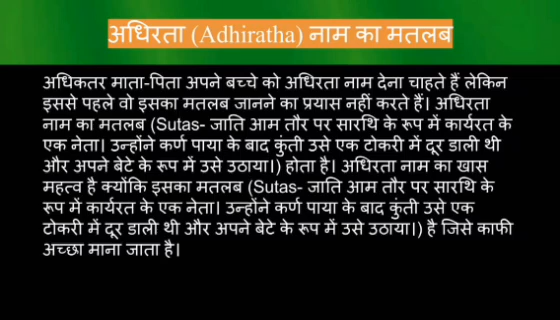 अधिरता (Adhiratha) नाम का मतलब
अधिकतर माता-पिता अपने बच्चे को अधिरता नाम देना चाहते हैं लेकिन
इससे पहले वो इसका मतलब जानने का प्रयास नहीं करते हैं। अधिरता
नाम का मतलब (Sutas- जाति आम तौर पर सारथि के रूप में कार्यरत के
एक नेता। उन्होंने कर्ण पाया के बाद कुंती उसे एक टोकरी में दूर डाली थी
और अपने बेटे के रूप में उसे उठाया।) होता है। अधिरता नाम का खास
महत्व है क्योंकि इसका मतलब (Sutas- जाति आम तौर पर सारथि के
रूप में कार्यरत के एक नेता। उन्होंने कर्ण पाया के बाद कुंती उसे एक
टोकरी में दूर डाली थी और अपने बेटे के रूप में उसे उठाया।) है जिसे काफी
अच्छा माना जाता है।